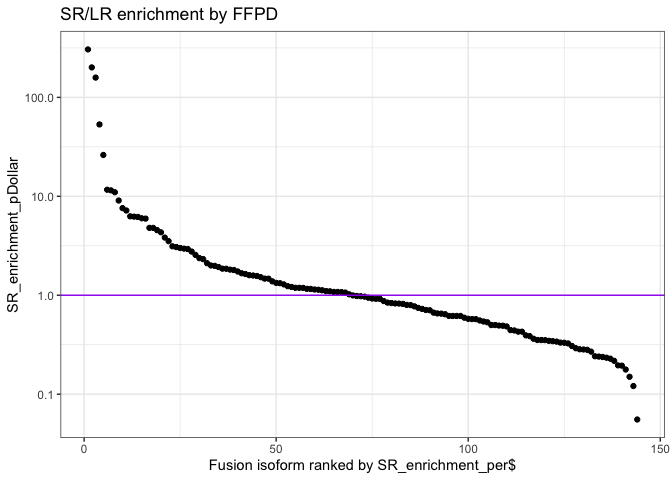 SR/LR enrichment by FFPD
SR_enrichment_pDollar
100.0
10.0
1.0
0.1
0
50
100
150
Fusion isoform ranked by SR_enrichment_per$